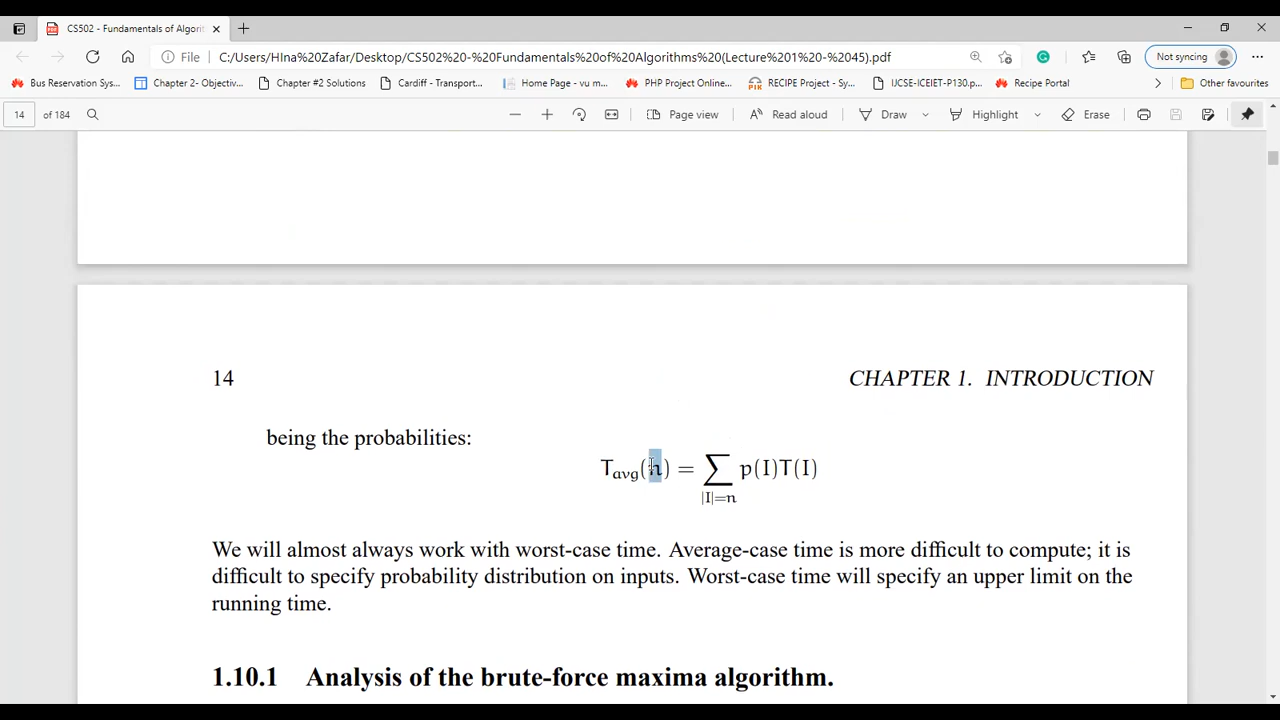 CS502 - Fundamentals of Algorit
File
C:/Users/HIna%20Zafar/Desktop/CS502%20-%20Fundamentals%20of%20Algorithms%20(Lecture%201%20-%2045).pdf
Not syncing
Bus Reservation Sys...
Chapter 2- Objectiv...
Chapter #2 Solutions
Cardiff - Transport...
Home Page - vu m...
PHP Project Online...
RECIPE Project - Sy...
IJCSE-ICEIET-P130.p...
Recipe Portal
Other favourites
14 of 184
Page view
Read aloud
Draw
Highlight
Erase
14 CHAPTER 1. INTRODUCTION
being the probabilities:
T_avg(n) = ∑_{|I|=n} p(I)T(I)
We will almost always work with worst-case time. Average-case time is more difficult to compute; it is
difficult to specify probability distribution on inputs. Worst-case time will specify an upper limit on the
running time.
1.10.1 Analysis of the brute-force maxima algorithm.